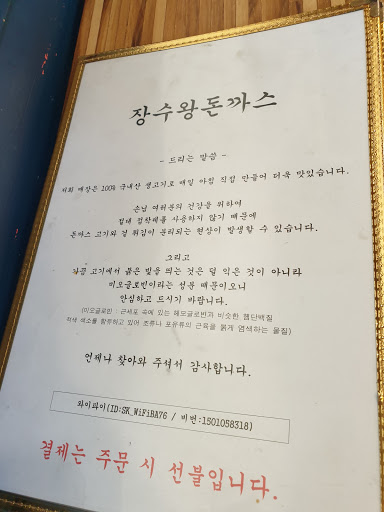 장수왕돈까스
- 드리는 말씀 -
저희 매장은 100% 국내산 생고기로 매일 아침 직접 만들어 더욱 맛있습니다.
손님 여러분의 건강을 위하여
절대 접착제를 사용하지 않기 때문에
돈까스 고기와 겉 튀김이 분리되는 현상이 발생할 수 있습니다.
그리고
가끔 고기에서 붉은 빛을 띄는 것은 덜 익은 것이 아니라
미오글로빈이라는 성분 때문이오니
안심하고 드시기 바랍니다.
(미오글로빈 : 근세포 속에 있는 헤모글로빈과 비슷한 헴단백질
적색 색소를 함유하고 있어 조류나 포유류의 근육을 붉게 염색하는 물질)
언제나 찾아와 주셔서 감사합니다.
와이파이(ID:SK_WiFiBA76 / 비번:1501058318)
결제는 주문 시 선불입니다.